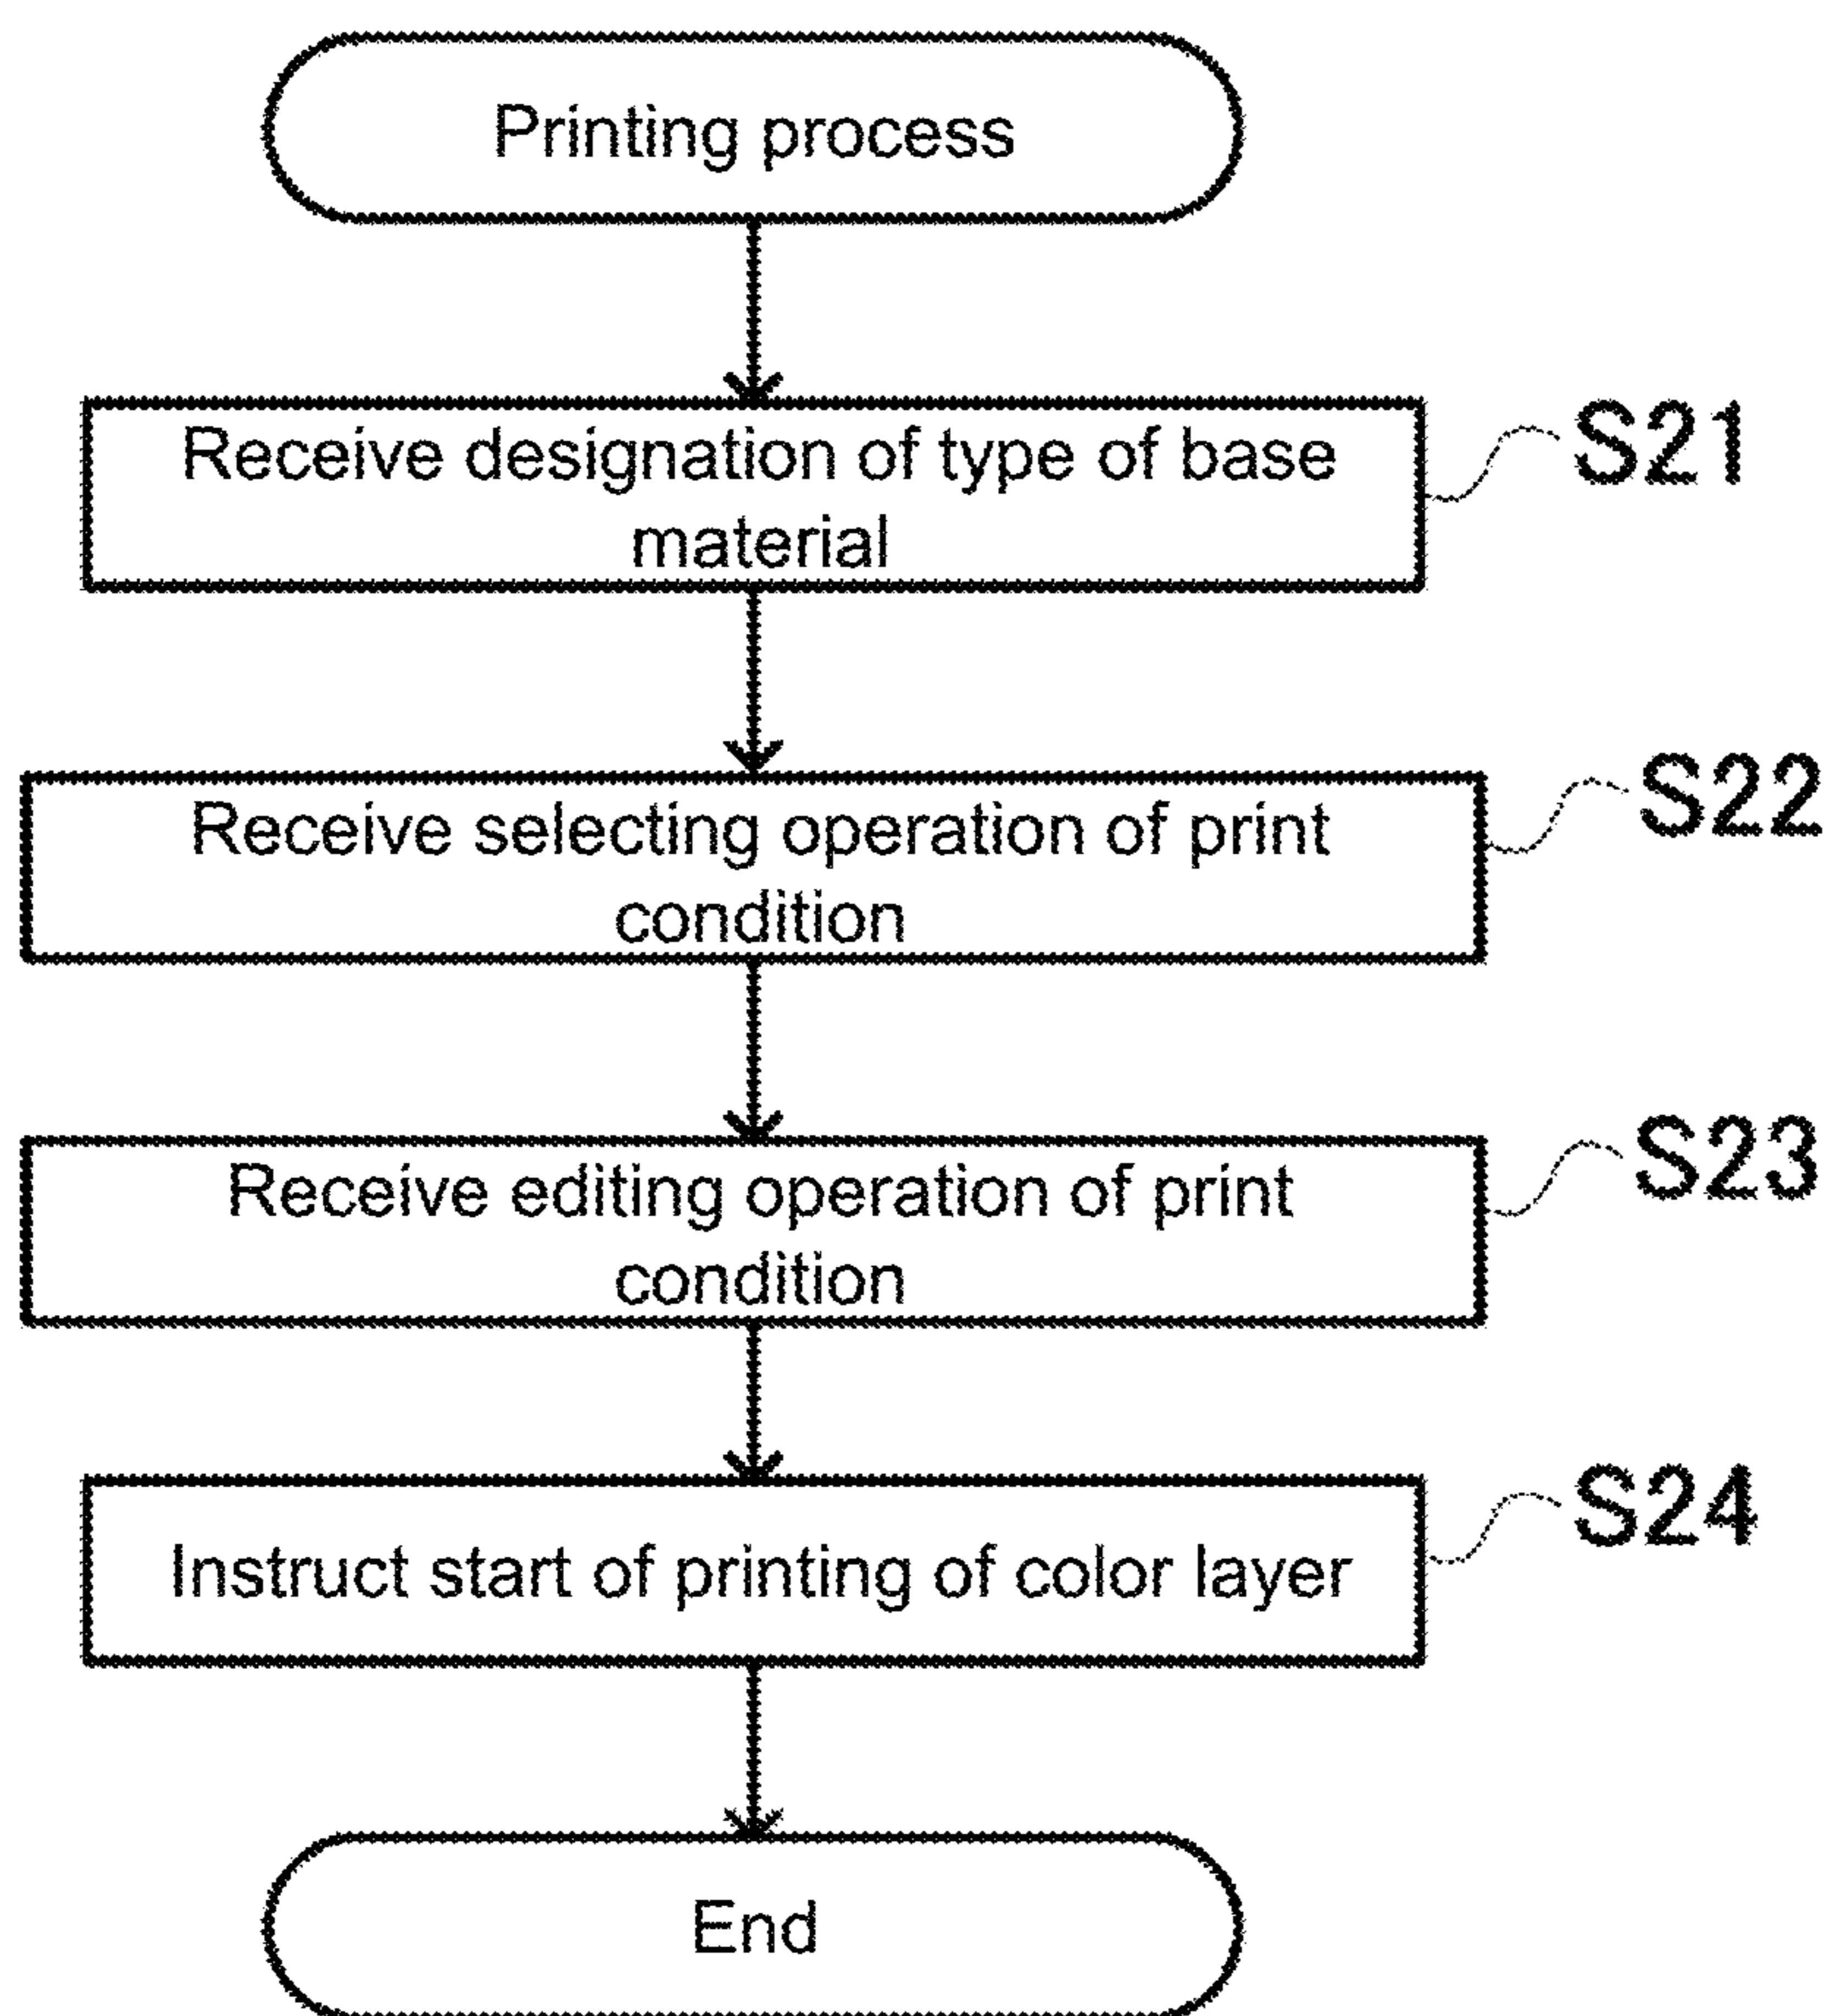 Printing process
Receive designation of type of base
material
S21
Receive selecting operation of print
condition
S22
Receive editing operation of print
condition
S23
Instruct start of printing of color layer
S24
End